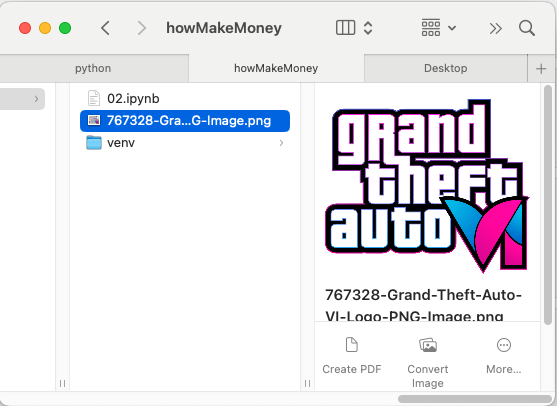 howMakeMoney
python
howMakeMoney
Desktop
02.ipynb
767328-Gra...G-Image.png
venv
grand
theft
auto
VI
767328-Grand-Theft-Auto-
VI-Logo-PNG-Image.png
Create PDF
Convert
Image
More...